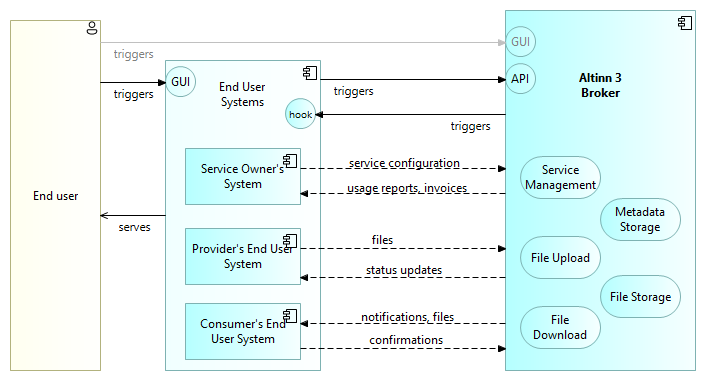 GUI
triggers
Altinn 3
Broker
GUI
End User
Systems
API
triggers
triggers
hook
triggers
Service Owner's
System
service configuration
usage reports, invoices
Service
Management
End user
serves
Metadata
Storage
Provider's End User
System
files
status updates
File Upload
File Storage
Consumer's End
User System
notifications, files
confirmations
File
Download